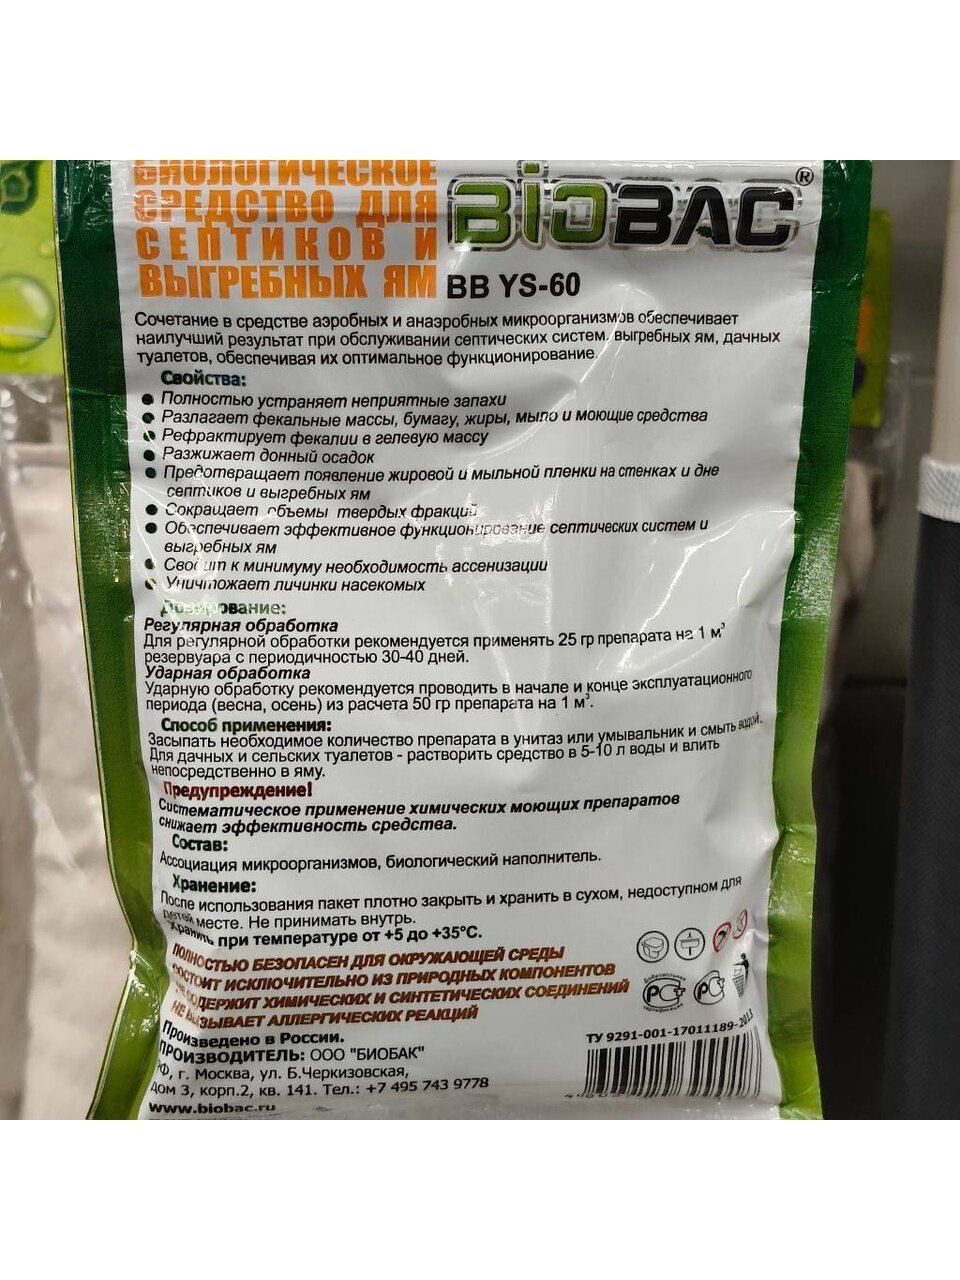 БИОЛОГИЧЕСКОЕ
СРЕДСТВО ДЛЯ
СЕПТИКОВ И
ВЫГРЕБНЫХ ЯМ
BIOBAC®
BB YS-60
Сочетание в средстве аэробных и анаэробных микроорганизмов обеспечивает
наилучший результат при обслуживании септических систем, выгребных ям, дачных
туалетов, обеспечивая их оптимальное функционирование.
Свойства:
Полностью устраняет неприятные запахи
Разлагает фекальные массы, бумагу, жиры, мыло и моющие средства
Рефрактирует фекалии в гелевую массу
Разжижает донный осадок
Предотвращает появление жировой и мыльной пленки на стенках и дне
септиков и выгребных ям
Сокращает объемы твердых фракций
Обеспечивает эффективное функционирование септических систем и
выгребных ям
Сводит к минимуму необходимость ассенизации
Уничтожает личинки насекомых
Дозирование:
Регулярная обработка
Для регулярной обработки рекомендуется применять 25 гр препарата на 1 м³
резервуара с периодичностью 30-40 дней.
Ударная обработка
Ударную обработку рекомендуется проводить в начале и конце эксплуатационного
периода (весна, осень) из расчета 50 гр препарата на 1 м³.
Способ применения:
Засыпать необходимое количество препарата в унитаз или умывальник и смыть водой.
Для дачных и сельских туалетов - растворить средство в 5-10 л воды и влить
непосредственно в яму.
Предупреждение!
Систематическое применение химических моющих препаратов
снижает эффективность средства.
Состав:
Ассоциация микроорганизмов, биологический наполнитель.
Хранение:
После использования пакет плотно закрыть и хранить в сухом, недоступном для
детей месте. Не принимать внутрь.
Хранить при температуре от +5 до +35°С.
ПОЛНОСТЬЮ БЕЗОПАСЕН ДЛЯ ОКРУЖАЮЩЕЙ СРЕДЫ
СОСТОИТ ИСКЛЮЧИТЕЛЬНО ИЗ ПРИРОДНЫХ КОМПОНЕНТОВ
НЕ СОДЕРЖИТ ХИМИЧЕСКИХ И СИНТЕТИЧЕСКИХ СОЕДИНЕНИЙ
НЕ ВЫЗЫВАЕТ АЛЛЕРГИЧЕСКИХ РЕАКЦИЙ
Добровольная
РСТ
сертификация
РСТ
Произведено в России.
ПРОИЗВОДИТЕЛЬ: ООО "БИОБАК"
РФ, г. Москва, ул. Б.Черкизовская,
дом 3, корп.2, кв. 141. Тел.: +7 495 743 9778
www.biobac.ru
ТУ 9291-001-17011189-2013